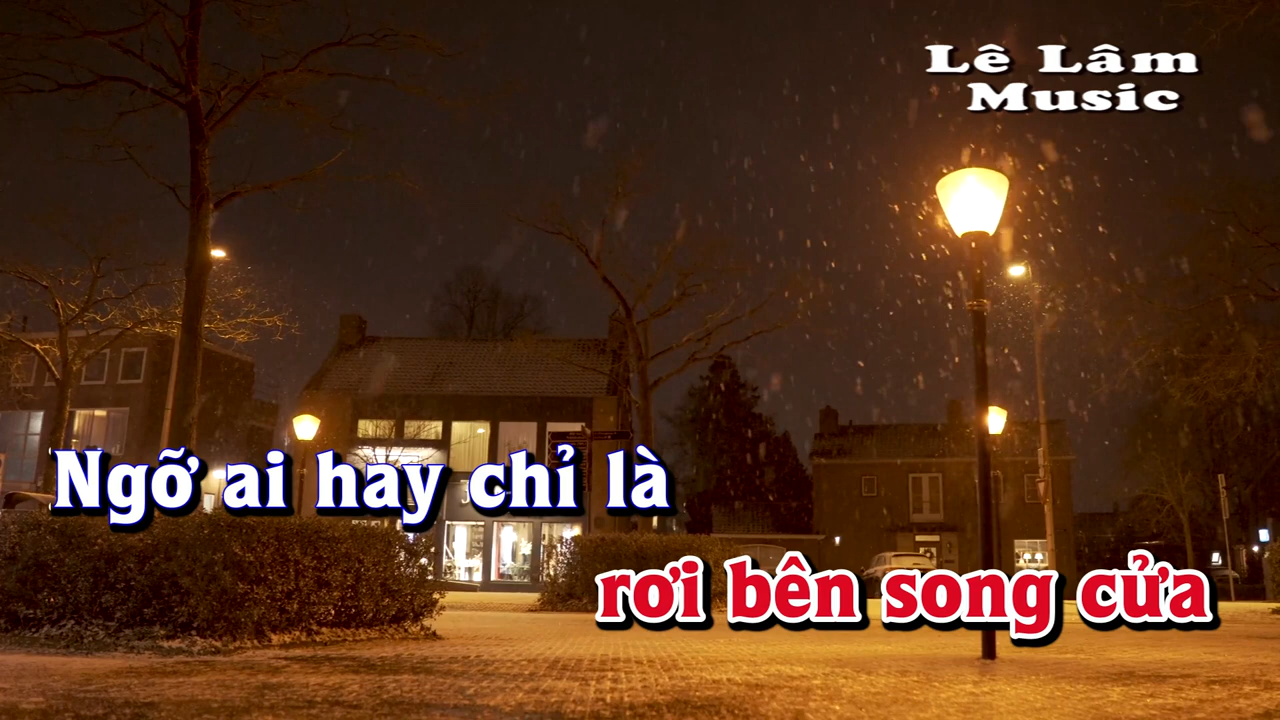 Lê Lâm
Music
Ngỡ ai hay chỉ là
rơi bên song cửa